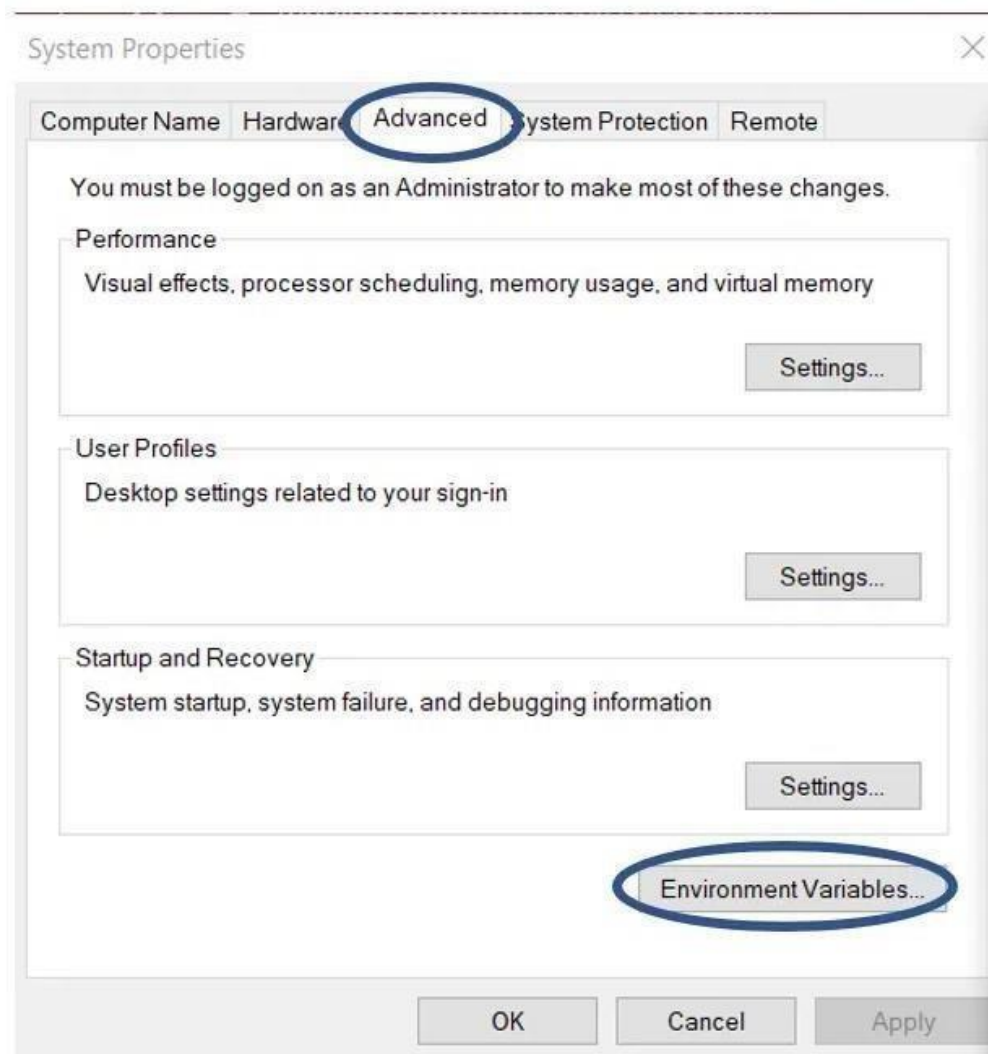 System Properties
Computer Name Hardware Advanced System Protection Remote
You must be logged on as an Administrator to make most of these changes.
Performance
Visual effects, processor scheduling, memory usage, and virtual memory
Settings...
User Profiles
Desktop settings related to your sign-in
Settings...
Startup and Recovery
System startup, system failure, and debugging information
Settings...
Environment Variables...
OK Cancel Apply